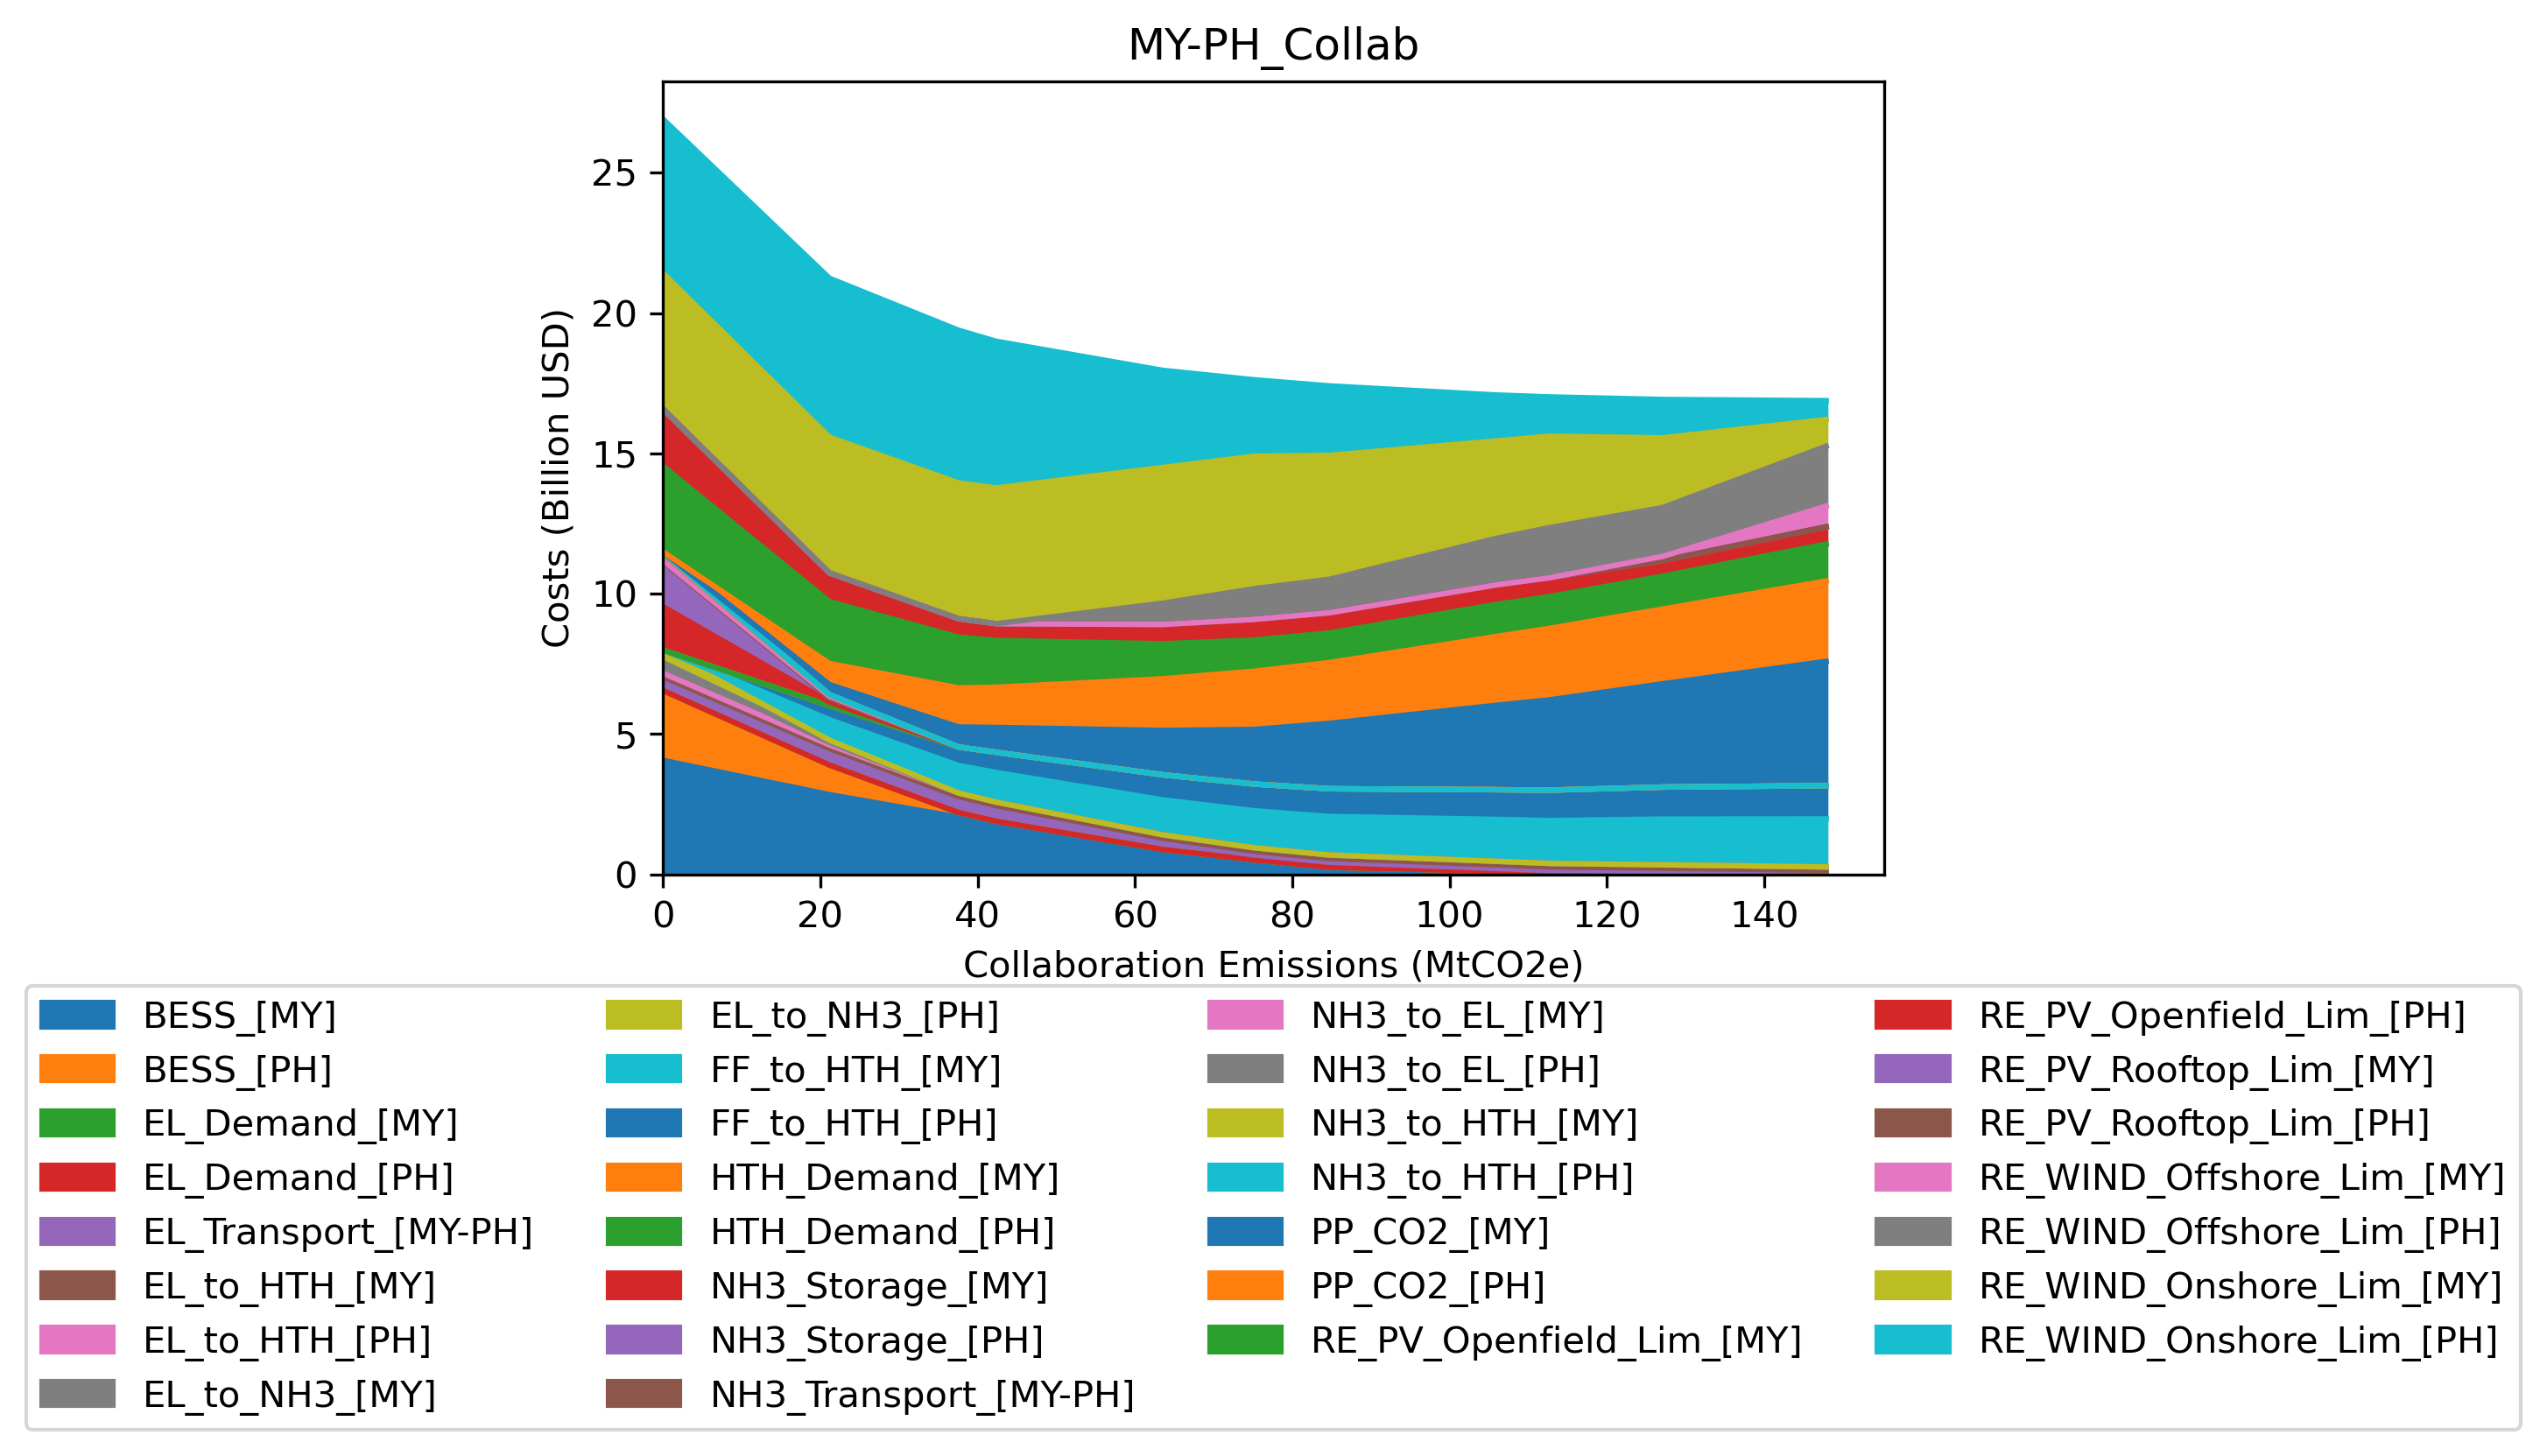 MY-PH_Collab
Costs (Billion USD)
25
20
15
10
5
0
0 20 40 60 80 100 120 140
Collaboration Emissions (MtCO2e)
BESS_[MY]
BESS_[PH]
EL_Demand_[MY]
EL_Demand_[PH]
EL_Transport_[MY-PH]
EL_to_HTH_[MY]
EL_to_HTH_[PH]
EL_to_NH3_[MY]
EL_to_NH3_[PH]
FF_to_HTH_[MY]
FF_to_HTH_[PH]
HTH_Demand_[MY]
HTH_Demand_[PH]
NH3_Storage_[MY]
NH3_Storage_[PH]
NH3_Transport_[MY-PH]
NH3_to_EL_[MY]
NH3_to_EL_[PH]
NH3_to_HTH_[MY]
NH3_to_HTH_[PH]
PP_CO2_[MY]
PP_CO2_[PH]
RE_PV_Openfield_Lim_[MY]
RE_PV_Openfield_Lim_[PH]
RE_PV_Rooftop_Lim_[MY]
RE_PV_Rooftop_Lim_[PH]
RE_WIND_Offshore_Lim_[MY]
RE_WIND_Offshore_Lim_[PH]
RE_WIND_Onshore_Lim_[MY]
RE_WIND_Onshore_Lim_[PH]